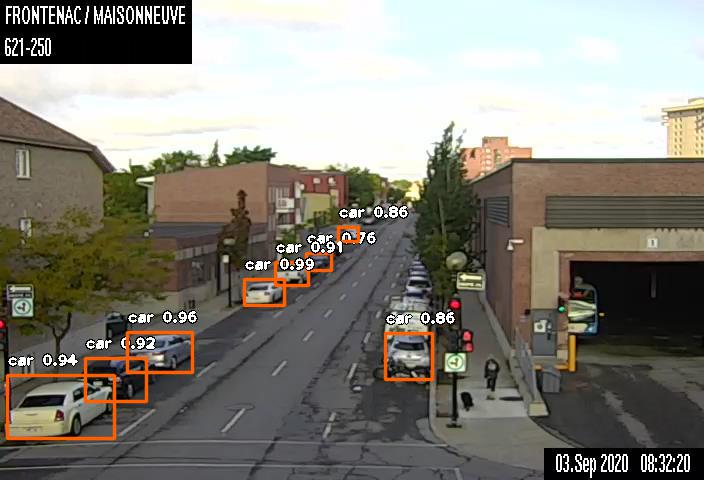 FRONTENAC / MAISONNEUVE
621-250
car 0.86
car 0.76
car 0.91
car 0.99
car 0.96
car 0.86
car 0.92
car 0.94
1
03.Sep 2020 08:32:20